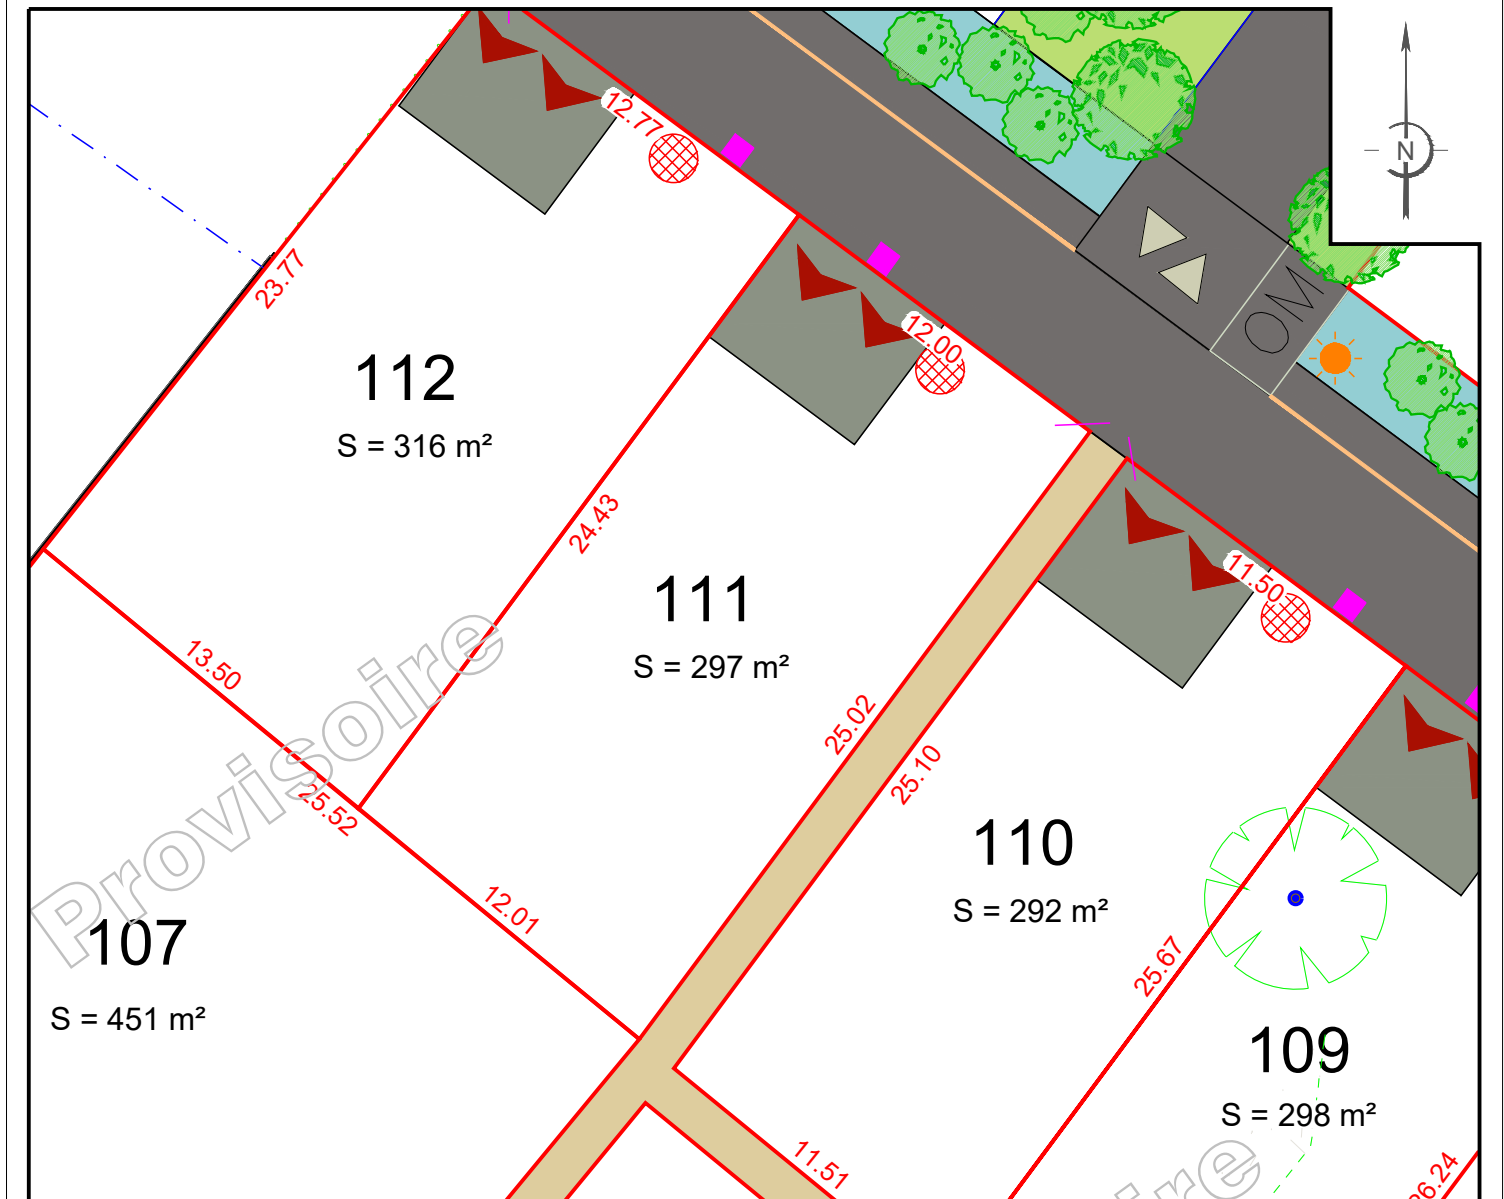 N
12.77
OM
23.77
12.00
112
S = 316 m²
24.43
11.50
111
S = 297 m²
13.50
25.02
25.10
25.52
Provisoire
110
S = 292 m²
12.01
107
S = 451 m²
25.67
109
S = 298 m²
11.51